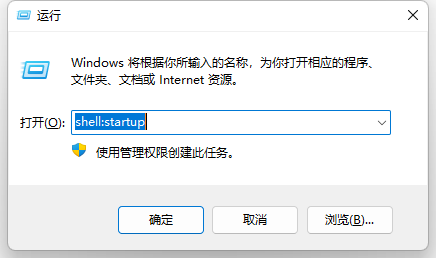 运行
Windows 将根据你所输入的名称，为你打开相应的程序、
文件夹、文档或 Internet 资源。
打开(O): shell:startup
使用管理权限创建此任务。
确定 取消 浏览(B)...